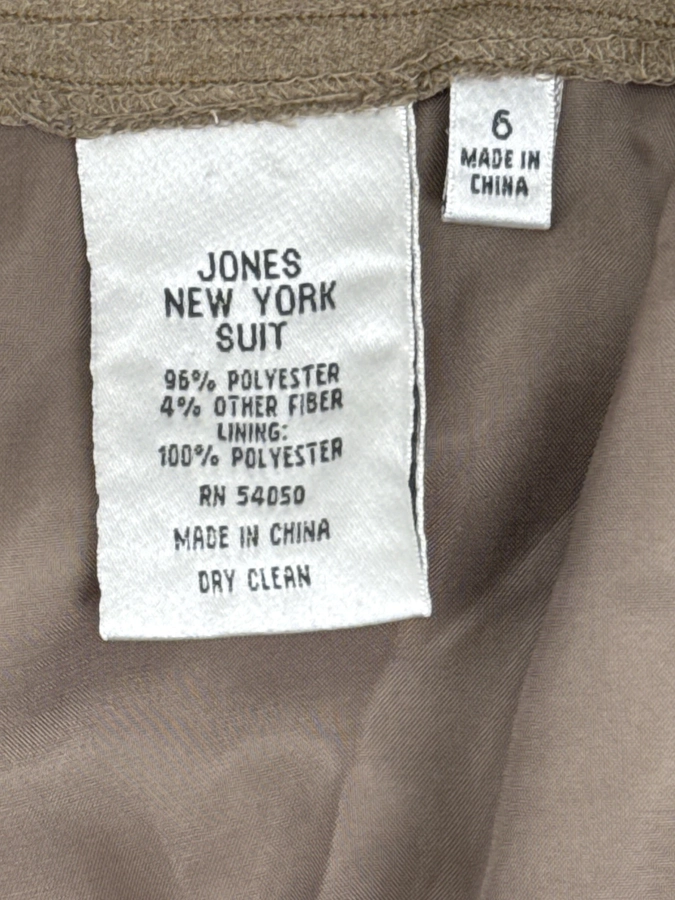 JONES
NEW YORK
SUIT
96% POLYESTER
4% OTHER FIBER
LINING:
100% POLYESTER
RN 54050
MADE IN CHINA
DRY CLEAN
6
MADE IN
CHINA